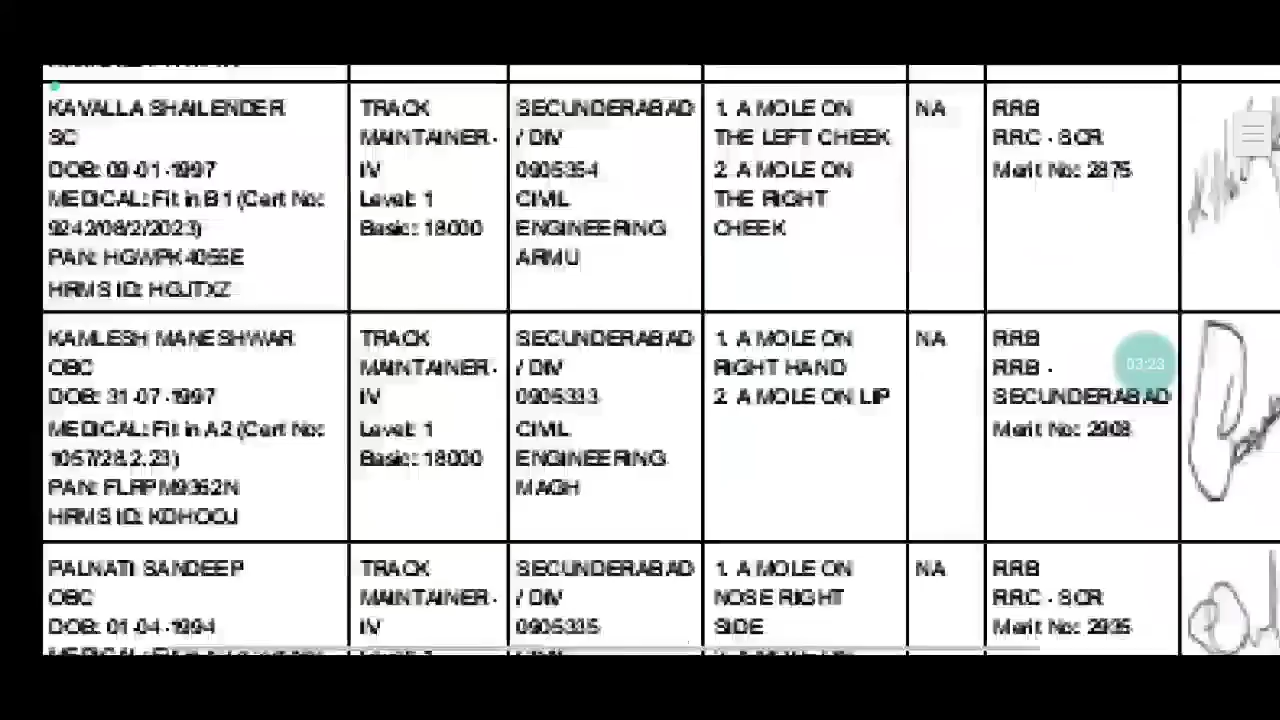 KAVALLA SHAILENDER
SC
DOB: 09-01-1997
MEDICAL: Fit in B1 (Cert No:
9242/08/2/2023)
PAN: HGWPK4055E
HRMS ID: HGJTXZ
TRACK
MAINTAINER-
IV
Level: 1
Basic: 18000
SECUNDERABAD
/ DIV
0905354
CIVIL
ENGINEERING
ARMU
1. A MOLE ON
THE LEFT CHEEK
2. A MOLE ON
THE RIGHT
CHEEK
NA
RRB
RRC - SCR
Merit No: 2875
KAMLESH MANESHWAR
OBC
DOB: 31-07-1997
MEDICAL: Fit in A2 (Cert No:
1057/28.2.23)
PAN: FLRPM9362N
HRMS ID: KDHOOJ
TRACK
MAINTAINER-
IV
Level: 1
Basic: 18000
SECUNDERABAD
/ DIV
0905333
CIVIL
ENGINEERING
MAGH
1. A MOLE ON
RIGHT HAND
2. A MOLE ON LIP
NA
RRB
RRB -
SECUNDERABAD
Merit No: 2908
03:23
PALNATI SANDEEP
OBC
DOB: 01-04-1994
TRACK
MAINTAINER-
IV
SECUNDERABAD
/ DIV
0905335
1. A MOLE ON
NOSE RIGHT
SIDE
NA
RRB
RRC - SCR
Merit No: 2935